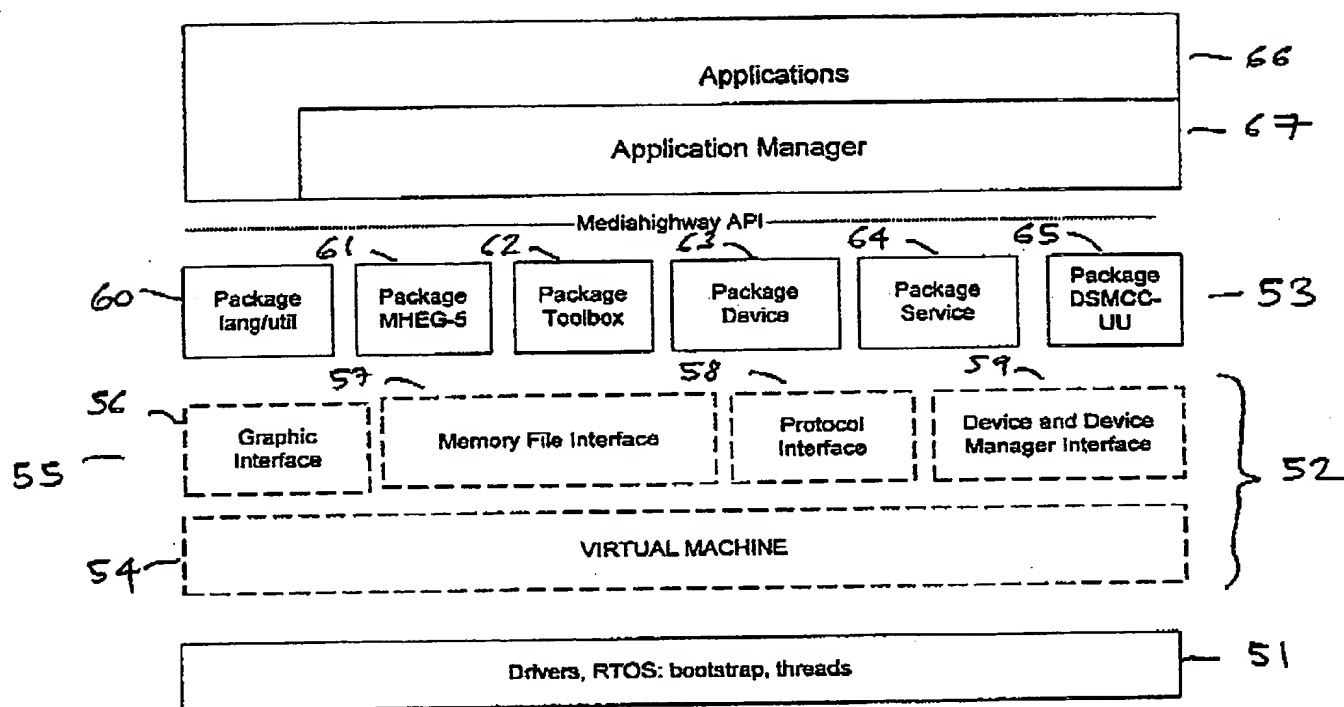 Applications
66
Application Manager
67
Mediahighway API
61
62
63
64
65
60
Package
lang/util
Package
MHEG-5
Package
Toolbox
Package
Device
Package
Service
Package
DSMCC-
UU
53
57
58
59
56
Graphic
Interface
Memory File Interface
Protocol
Interface
Device and Device
Manager Interface
55
52
VIRTUAL MACHINE
54
Drivers, RTOS: bootstrap, threads
51